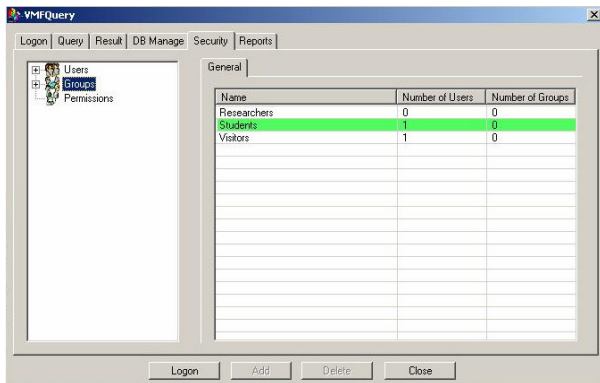 VMFQuery
Logon Query Result DB Manage Security Reports
Users
Groups
Permissions
General
Name Number of Users Number of Groups
Researchers 0 0
Students 1 0
Visitors 1 0
Logon Add Delete Close